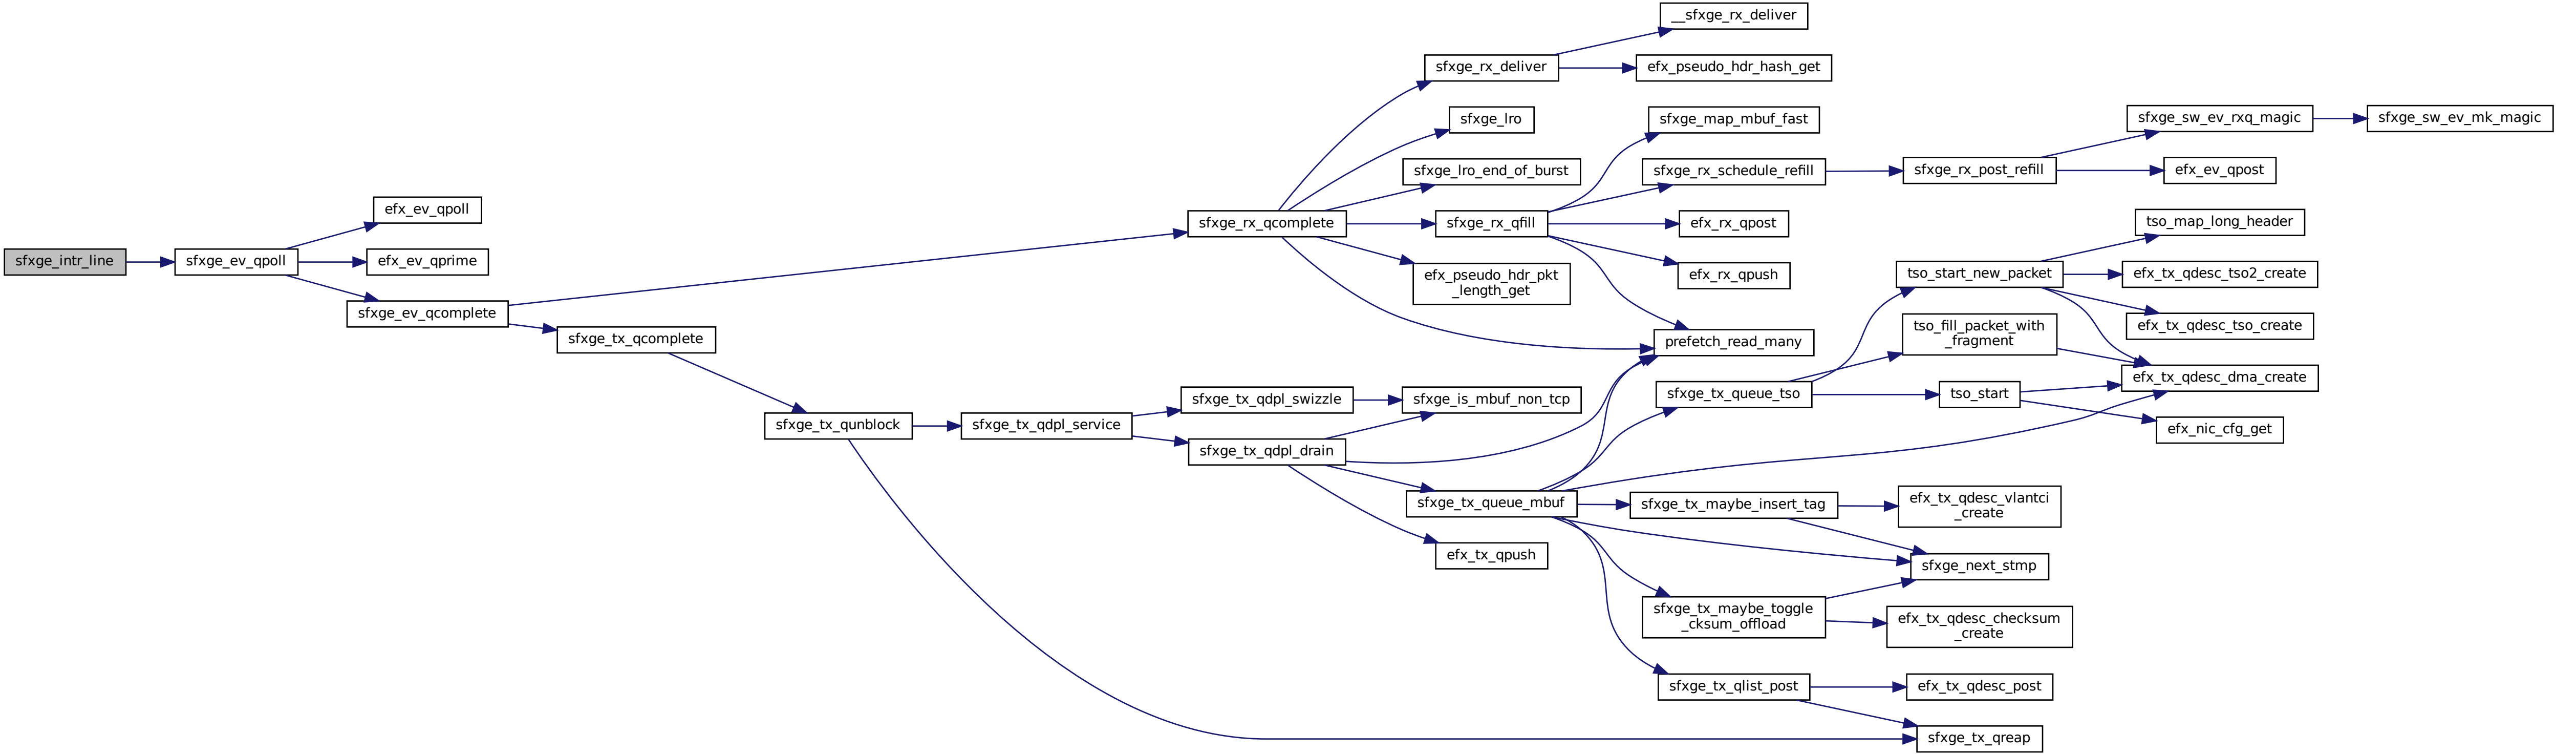 __sfxge_rx_deliver
sfxge_rx_deliver
efx_pseudo_hdr_hash_get
sfxge_lro
sfxge_map_mbuf_fast
sfxge_sw_ev_rxq_magic
sfxge_sw_ev_mk_magic
sfxge_lro_end_of_burst
sfxge_rx_schedule_refill
sfxge_rx_post_refill
efx_ev_qpost
efx_ev_qpoll
sfxge_rx_qcomplete
sfxge_rx_qfill
efx_rx_qpost
tso_map_long_header
sfxge_intr_line
sfxge_ev_qpoll
efx_ev_qprime
efx_pseudo_hdr_pkt
_length_get
efx_rx_qpush
tso_start_new_packet
efx_tx_qdesc_tso2_create
sfxge_ev_qcomplete
sfxge_tx_qcomplete
prefetch_read_many
tso_fill_packet_with
_fragment
efx_tx_qdesc_tso_create
efx_tx_qdesc_dma_create
sfxge_tx_qdpl_swizzle
sfxge_is_mbuf_non_tcp
sfxge_tx_queue_tso
tso_start
efx_nic_cfg_get
sfxge_tx_qunblock
sfxge_tx_qdpl_service
sfxge_tx_qdpl_drain
sfxge_tx_queue_mbuf
sfxge_tx_maybe_insert_tag
efx_tx_qdesc_vlantci
_create
efx_tx_qpush
sfxge_next_stmp
sfxge_tx_maybe_toggle
_cksum_offload
efx_tx_qdesc_checksum
_create
sfxge_tx_qlist_post
efx_tx_qdesc_post
sfxge_tx_qreap